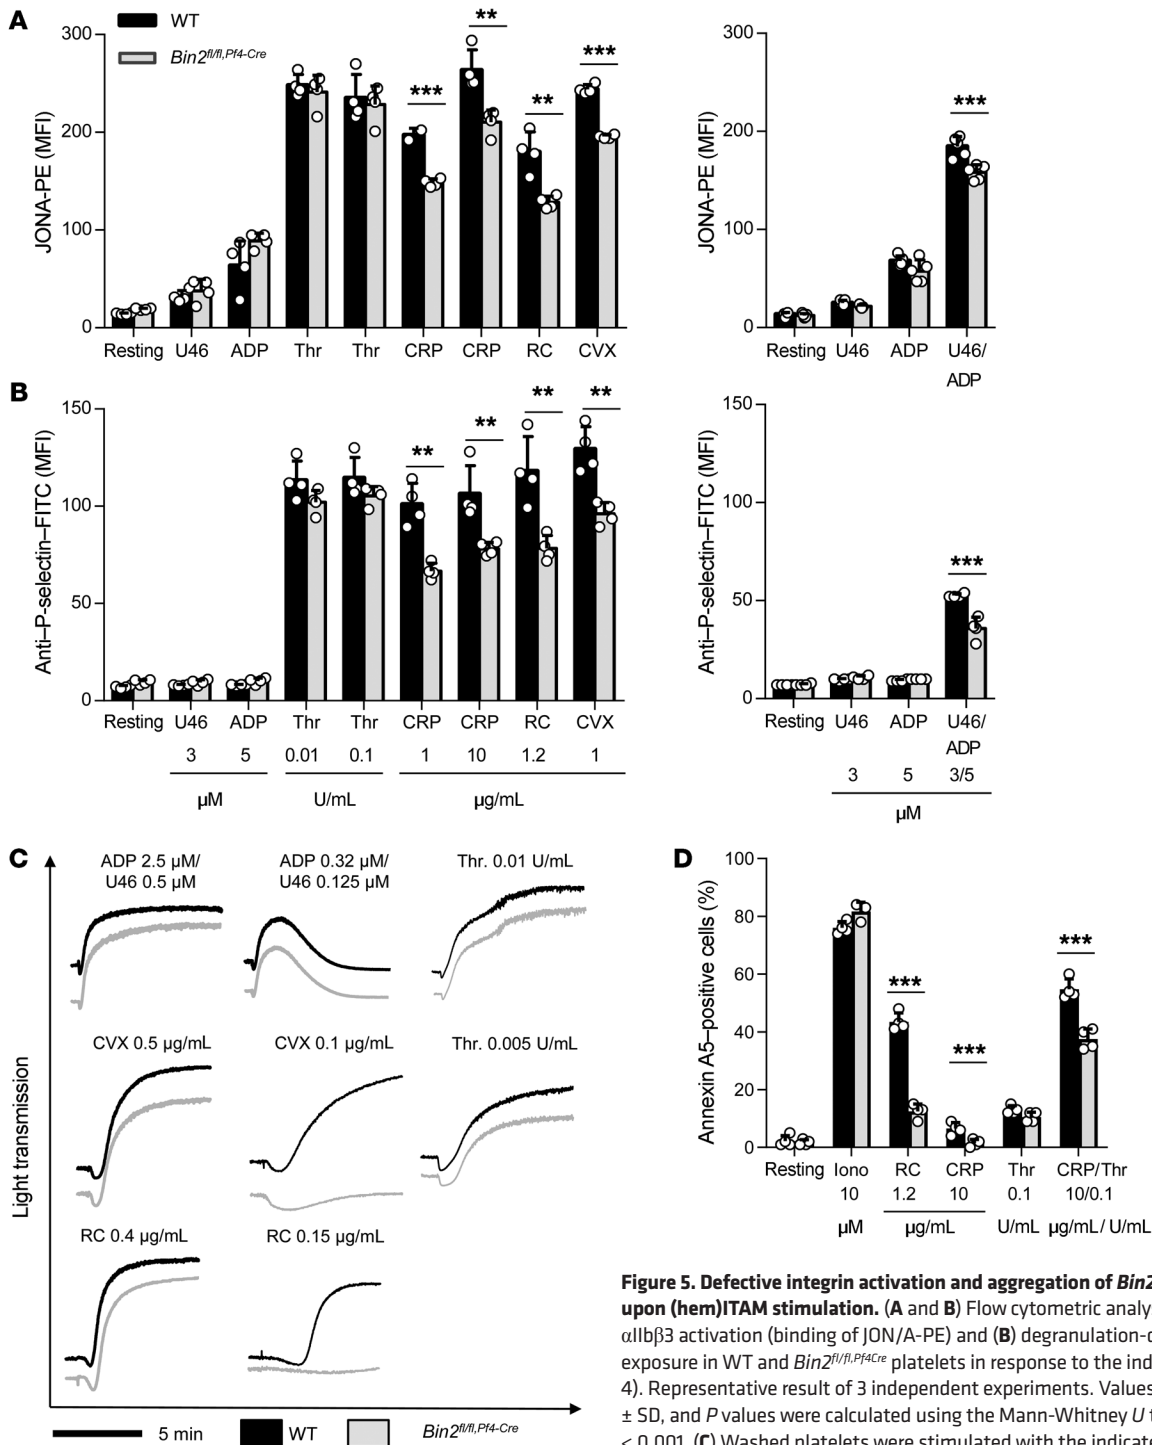 A
WT
Bin2fl/fl,Pf4-Cre
JONA-PE (MFI)
300
200
100
0
***
**
**
***
Resting U46 ADP Thr Thr CRP CRP RC CVX
JONA-PE (MFI)
300
200
100
0
***
Resting U46 ADP U46/
ADP
B
Anti–P-selectin–FITC (MFI)
150
100
50
0
**
**
**
**
Resting U46 ADP Thr Thr CRP CRP RC CVX
3 5 0.01 0.1 1 10 1.2 1
µM U/mL µg/mL
Anti–P-selectin–FITC (MFI)
150
100
50
0
***
Resting U46 ADP U46/
ADP
3 5 3/5
µM
C
Light transmission
ADP 2.5 µM/
U46 0.5 µM
ADP 0.32 µM/
U46 0.125 µM
Thr. 0.01 U/mL
CVX 0.5 µg/mL
CVX 0.1 µg/mL
Thr. 0.005 U/mL
RC 0.4 µg/mL
RC 0.15 µg/mL
5 min
WT
Bin2fl/fl,Pf4-Cre
D
Annexin A5–positive cells (%)
100
80
60
40
20
0
***
***
***
Resting Iono RC CRP Thr CRP/Thr
10 1.2 10 0.1 10/0.1
µM µg/mL U/mL µg/mL/ U/mL
Figure 5. Defective integrin activation and aggregation of Bin2
upon (hem)ITAM stimulation. (A and B) Flow cytometric analys
αIIbβ3 activation (binding of JON/A-PE) and (B) degranulation-d
exposure in WT and Bin2fl/fl,Pf4Cre platelets in response to the ind
4). Representative result of 3 independent experiments. Values
± SD, and P values were calculated using the Mann-Whitney U t
< 0.001. (C) Washed platelets were stimulated with the indicate